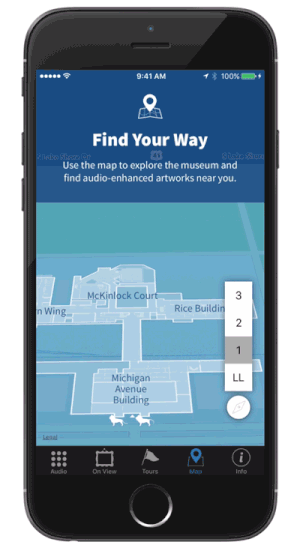 9:41 AM
100%
Find Your Way
Use the map to explore the museum and
find audio-enhanced artworks near you.
McKinlock Court
n Wing
Rice Building
Michigan
Avenue
Building
3
2
1
LL
Legal
Audio
On View
Tours
Map
Info